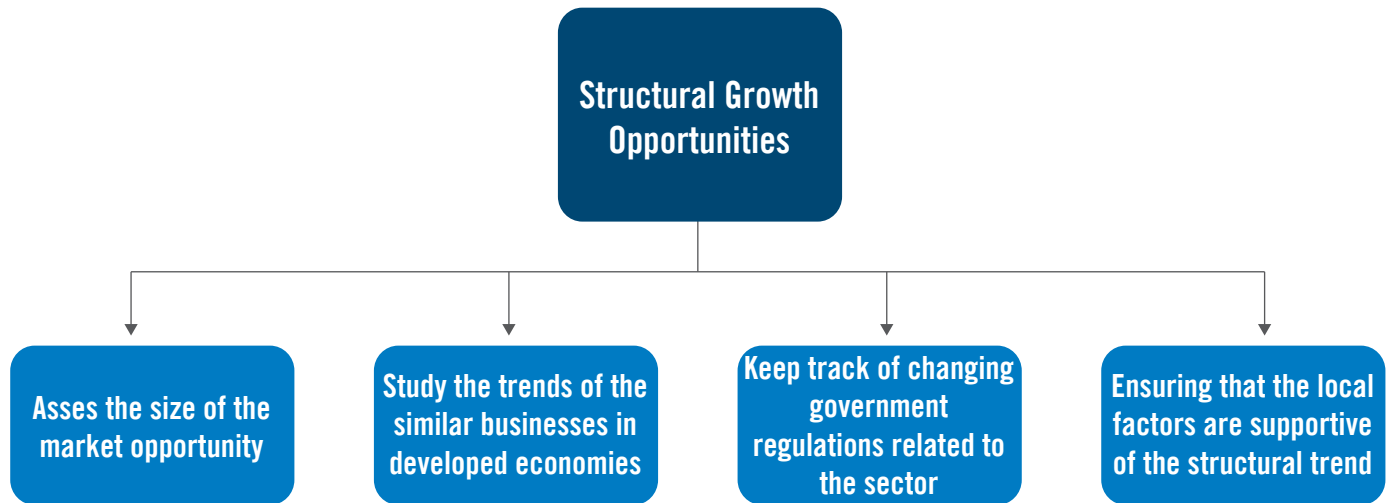 Structural Growth
Opportunities
Asses the size of the
market opportunity
Study the trends of the
similar businesses in
developed economies
Keep track of changing
government
regulations related to
the sector
Ensuring that the local
factors are supportive
of the structural trend